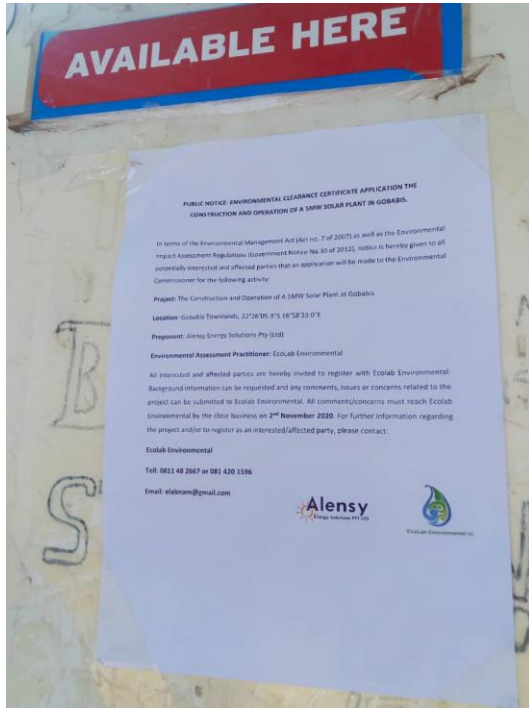 AVAILABLE HERE
PUBLIC NOTICE: ENVIRONMENTAL CLEARANCE CERTIFICATE APPLICATION THE
CONSTRUCTION AND OPERATION OF A 5MW SOLAR PLANT IN GOBABIS.
In terms of the Environmental Management Act (Act no. 7 of 2007) as well as the Environmental
Impact Assessment Regulations (Government Notice No 30 of 2012), notice is hereby given to all
potentially interested and affected parties that an application will be made to the Environmental
Commissioner for the following activity
Project: The Construction and Operation of A 5MW Solar Plant at Gobabis
Location: Gobabis Townlands, 22°26'05.3"S 18°58'33.0"E
Proponent: Alensy Energy Solutions Pty (Ltd)
Environmental Assessment Practitioner: EcoLab Environmental
All interested and affected parties are hereby invited to register with Ecolab Environmental.
Background information can be requested and any comments, issues or concerns related to the
project can be submitted to Ecolab Environmental. All comments/concerns must reach Ecolab
Environmental by the close business on 2nd November 2020. For further information regarding
the project and/or to register as an interested/affected party, please contact:
Ecolab Environmental
Tell: 0811 48 2667 or 081 420 1596
Email: elabnam@gmail.com
Alensy
Energy Solutions PTY LTD
EcoLab Environmental